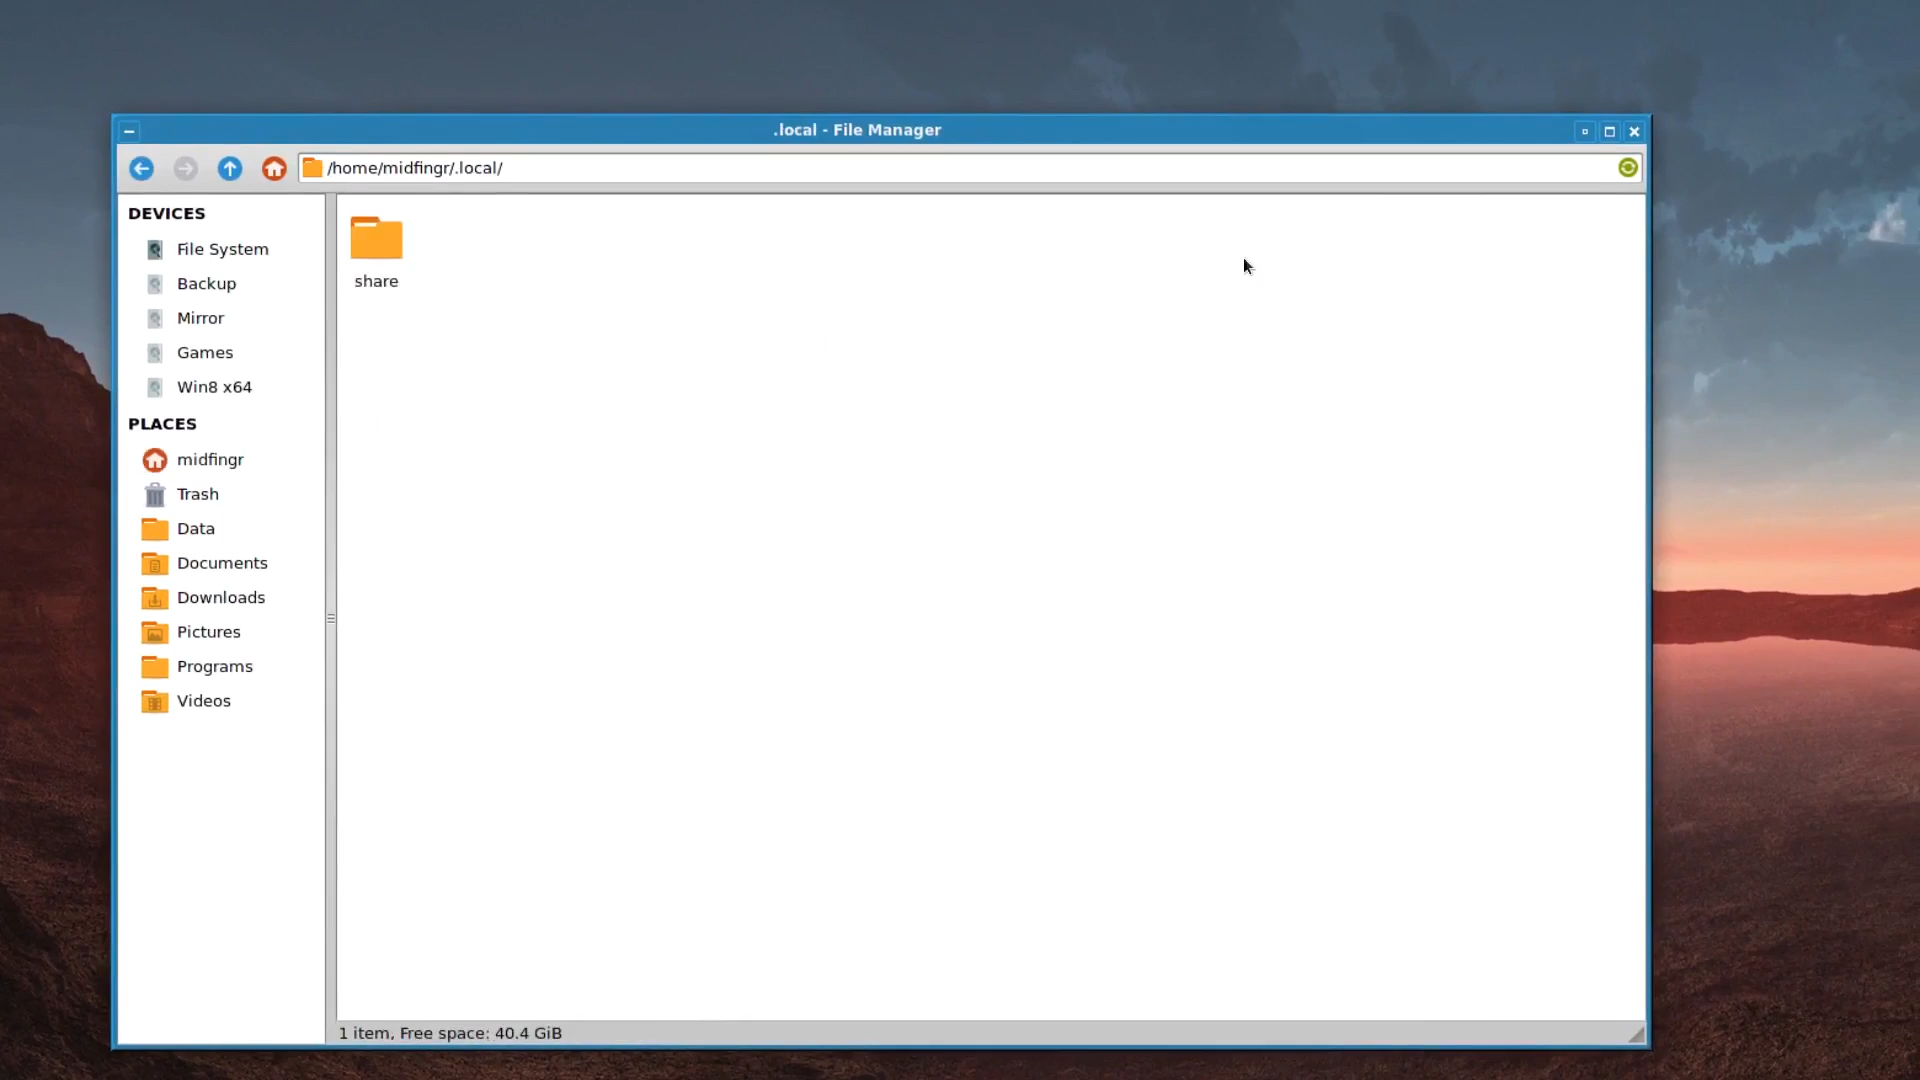 .local - File Manager
/home/midfingr/.local/
DEVICES
File System
Backup
Mirror
Games
Win8 x64
PLACES
midfingr
Trash
Data
Documents
Downloads
Pictures
Programs
Videos
share
1 item, Free space: 40.4 GiB